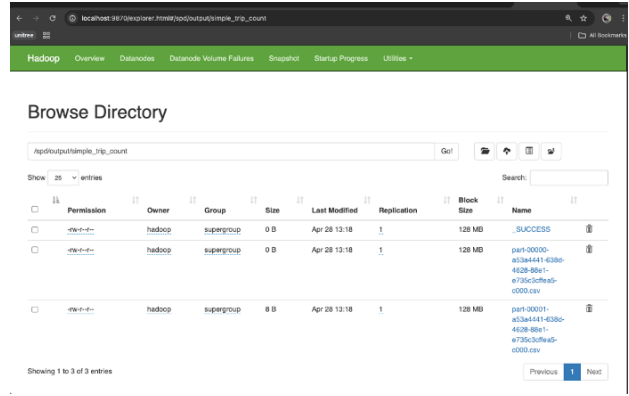 localhost:9870/explorer.html#/spd/output/simple_trip_count
unitree
All Bookmarks
Hadoop Overview Datanodes Datanode Volume Failures Snapshot Startup Progress Utilities
Browse Directory
/spd/output/simple_trip_count Go!
Show 25 entries Search:
Permission Owner Group Size Last Modified Replication Block Size Name
-rw-r--r-- hadoop supergroup 0 B Apr 28 13:18 1 128 MB _SUCCESS
-rw-r--r-- hadoop supergroup 0 B Apr 28 13:18 1 128 MB part-00000-
a53a4441-638d-
4628-88e1-
e735c3cffea5-
c000.csv
-rw-r--r-- hadoop supergroup 8 B Apr 28 13:18 1 128 MB part-00001-
a53a4441-638d-
4628-88e1-
e735c3cffea5-
c000.csv
Showing 1 to 3 of 3 entries Previous 1 Next